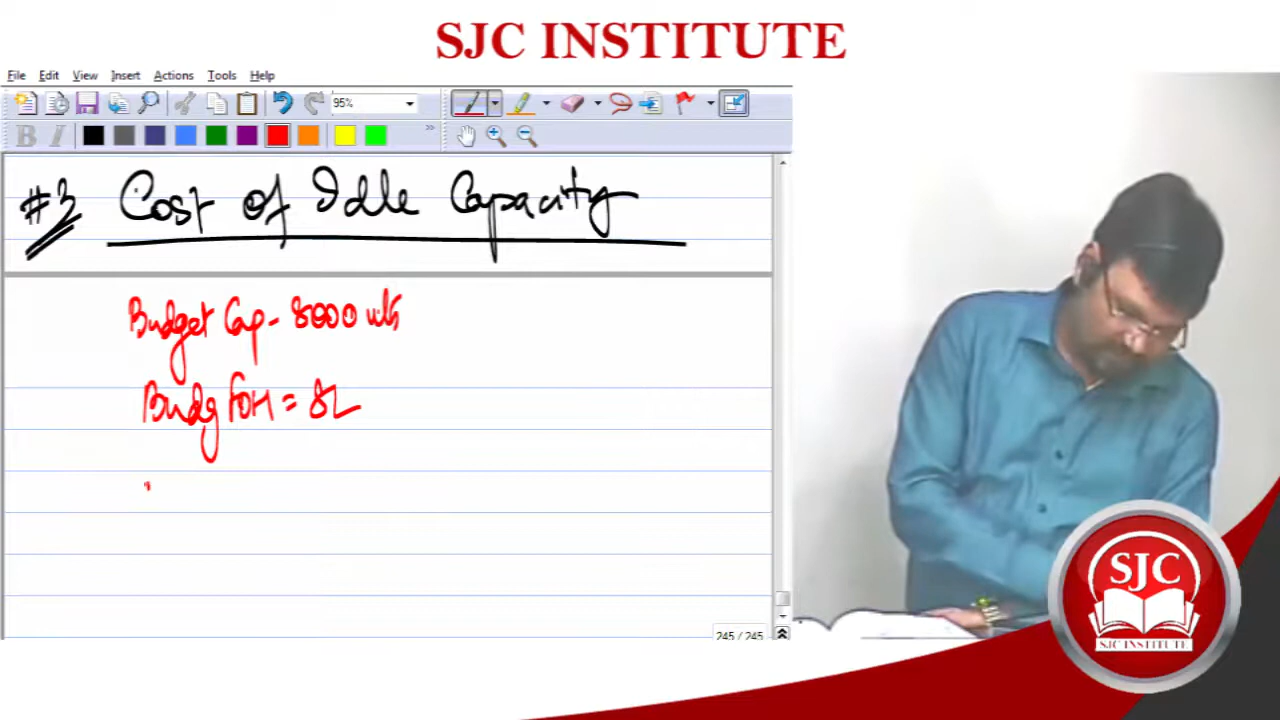 SJC INSTITUTE
File Edit View Insert Actions Tools Help
95%
B I
#3 Cost of Idle Capacity
Budget Cap - 8000 uts
Budg FOH = 8L
245 / 245
SJC
SJC INSTITUTE